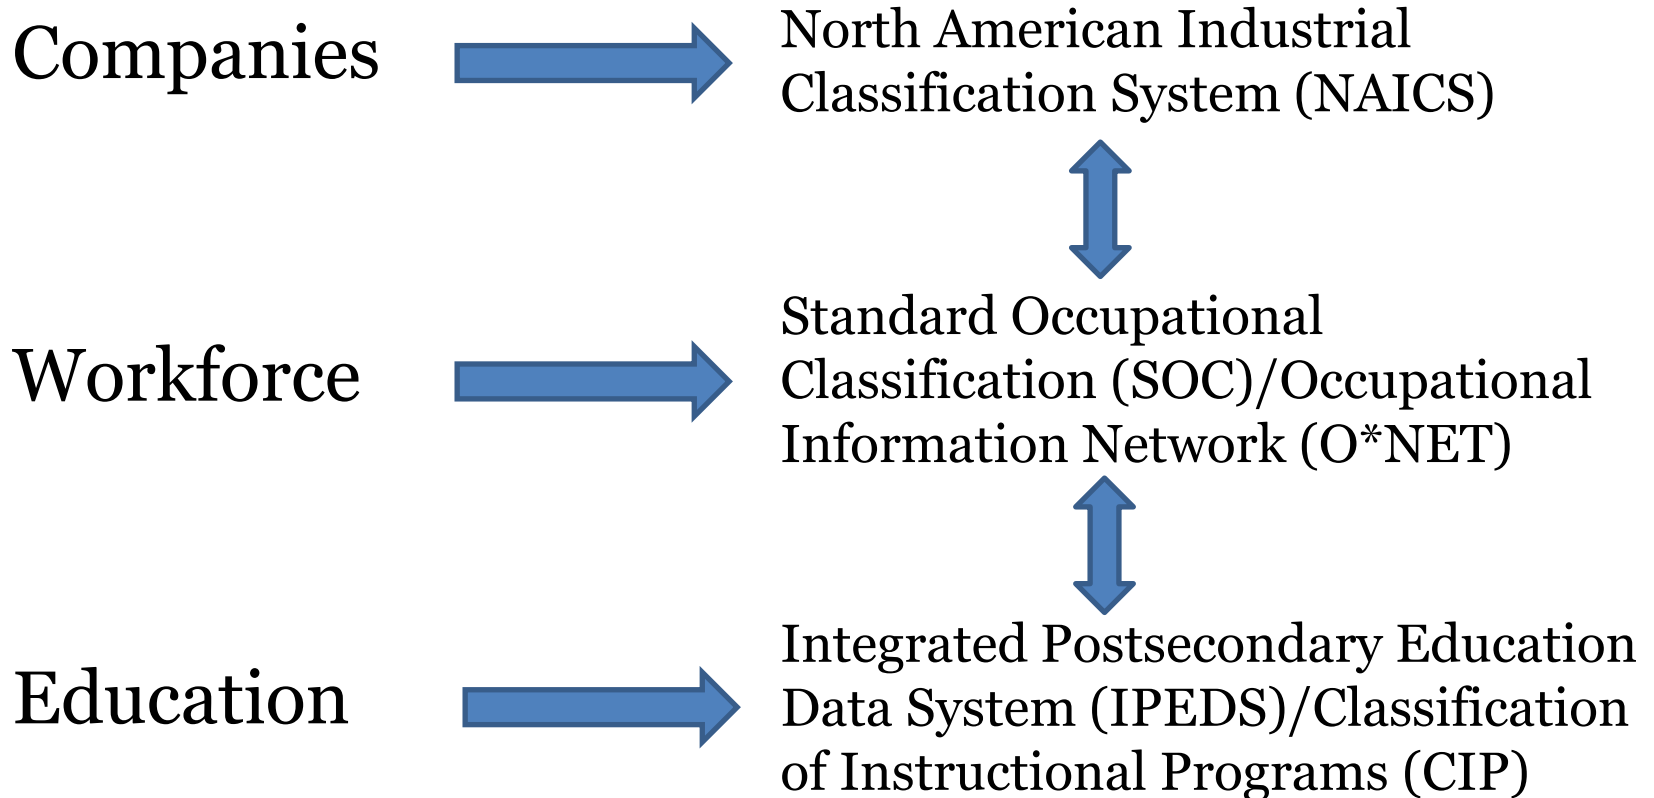 Companies
North American Industrial
Classification System (NAICS)
Workforce
Standard Occupational
Classification (SOC)/Occupational
Information Network (O*NET)
Education
Integrated Postsecondary Education
Data System (IPEDS)/Classification
of Instructional Programs (CIP)